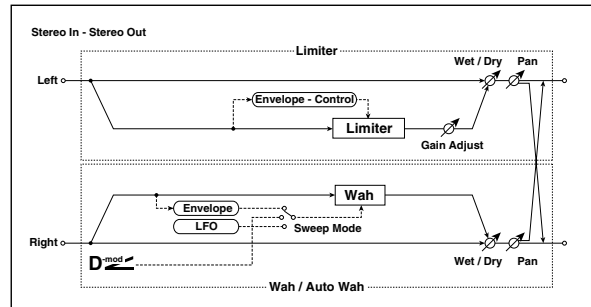 Stereo In - Stereo Out
Limiter
Wet / Dry Pan
Left
Envelope - Control
Limiter
Gain Adjust
Wah
Envelope
LFO
Sweep Mode
Right
D-mod
Wet / Dry Pan
Wah / Auto Wah